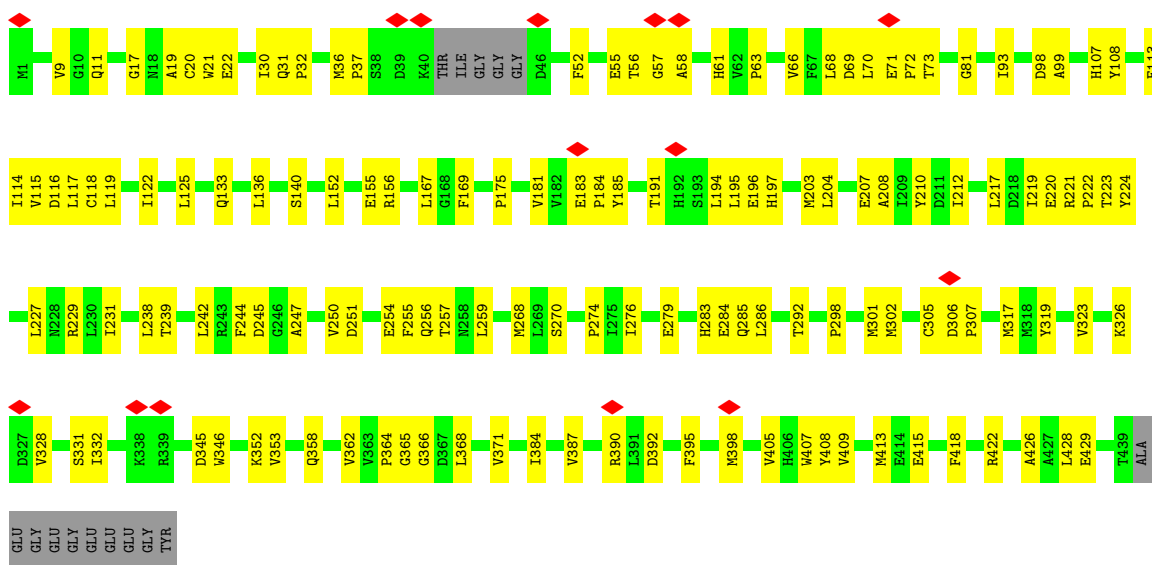 M1 V9 G10 Q11 G17 N18 A19 C20 W21 E22 I30 Q31 P32 M36 P37 S38 D39 K40 THR ILE GLY GLY GLY D46 F52 E55 T56 G57 A58 H61 V62 P63 V66 F67 L68 D69 L70 E71 P72 T73 G81 I93 D98 A99 H107 Y108
I114 V115 D116 L117 C118 L119 I122 L125 Q133 L136 S140 L152 E155 R156 L167 G168 F169 P175 V181 V182 E183 P184 Y185 T191 H192 S193 L194 L195 E196 H197 M203 L204 E207 A208 I209 Y210 D211 I212 L217 D218 I219 E220 R221 P222 T223 Y224
L227 N228 R229 L230 I231 L238 T239 L242 R243 F244 D245 G246 A247 V250 D251 E254 F255 Q256 T257 N258 L259 M268 L269 S270 P274 I275 I276 E279 H283 E284 Q285 L286 T292 P298 M301 M302 C305 D306 P307 M317 M318 Y319 V323 K326
D327 V328 S331 I332 K338 R339 D345 W346 K352 V353 Q358 V362 V363 P364 G365 G366 D367 L368 V371 I384 V387 R390 L391 D392 F395 M398 V405 H406 W407 Y408 V409 M413 E414 E415 F418 R422 A426 A427 L428 E429 T439 ALA
GLU GLY GLU GLY GLU GLU GLU GLY TYR